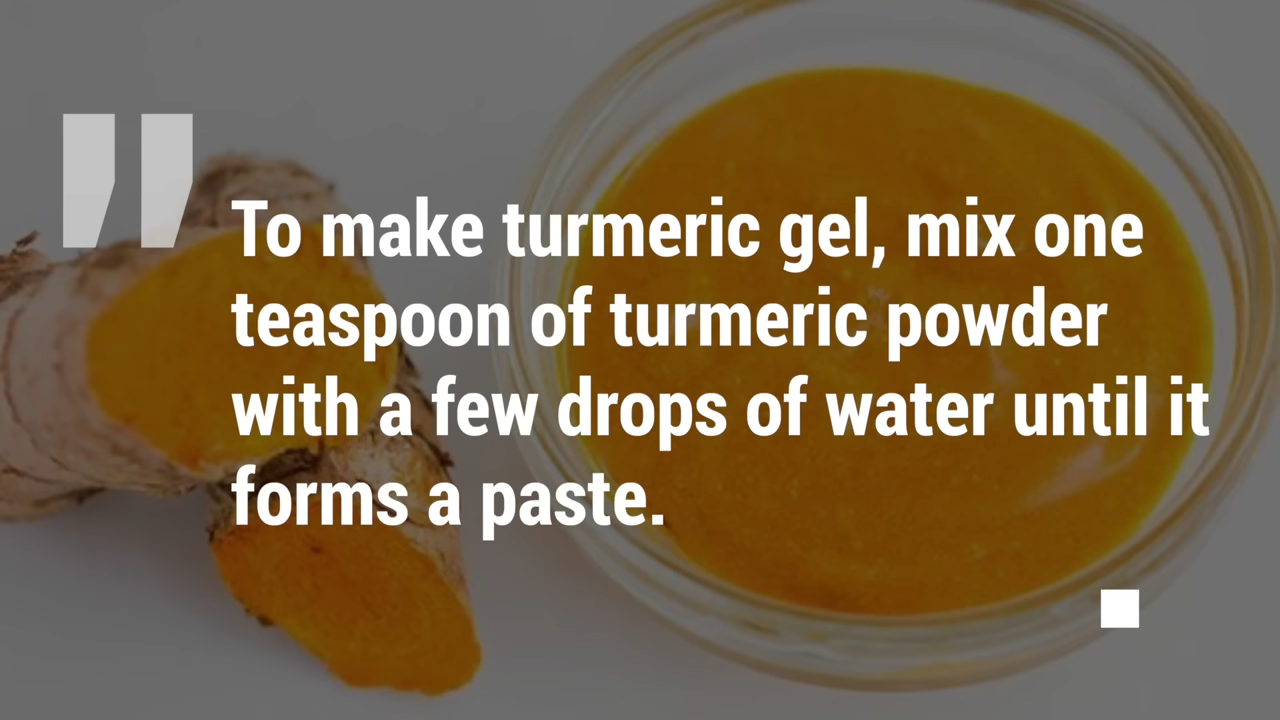 "
To make turmeric gel, mix one
teaspoon of turmeric powder
with a few drops of water until it
forms a paste.